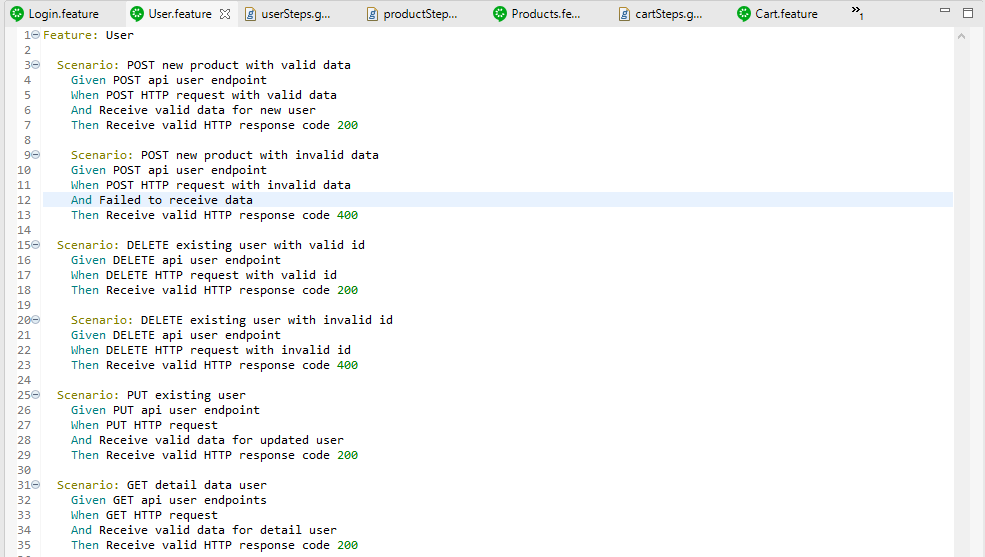 Login.feature User.feature userSteps.g... productStep... Products.fe... cartSteps.g... Cart.feature »1
1 Feature: User
2
3 Scenario: POST new product with valid data
4 Given POST api user endpoint
5 When POST HTTP request with valid data
6 And Receive valid data for new user
7 Then Receive valid HTTP response code 200
8
9 Scenario: POST new product with invalid data
10 Given POST api user endpoint
11 When POST HTTP request with invalid data
12 And Failed to receive data
13 Then Receive valid HTTP response code 400
14
15 Scenario: DELETE existing user with valid id
16 Given DELETE api user endpoint
17 When DELETE HTTP request with valid id
18 Then Receive valid HTTP response code 200
19
20 Scenario: DELETE existing user with invalid id
21 Given DELETE api user endpoint
22 When DELETE HTTP request with invalid id
23 Then Receive valid HTTP response code 400
24
25 Scenario: PUT existing user
26 Given PUT api user endpoint
27 When PUT HTTP request
28 And Receive valid data for updated user
29 Then Receive valid HTTP response code 200
30
31 Scenario: GET detail data user
32 Given GET api user endpoints
33 When GET HTTP request
34 And Receive valid data for detail user
35 Then Receive valid HTTP response code 200